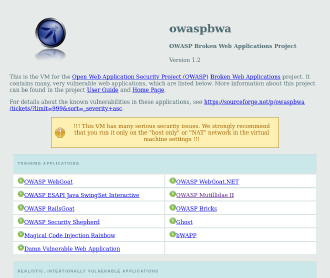 owaspbwa
OWASP Broken Web Applications Project
Version 1.2
This is the VM for the Open Web Application Security Project (OWASP) Broken Web Applications project. It
contains many, very vulnerable web applications, which are listed below. More information about this project
can be found in the project User Guide and Home Page.
For details about the known vulnerabilities in these applications, see https://sourceforge.net/p/owaspbwa
/tickets/?limit=999&sort=_severity+asc.
!!! This VM has many serious security issues. We strongly recommend
that you run it only on the "host only" or "NAT" network in the virtual
machine settings !!!
TRAINING APPLICATIONS
OWASP WebGoat
OWASP WebGoat.NET
OWASP ESAPI Java SwingSet Interactive
OWASP Mutillidae II
OWASP RailsGoat
OWASP Bricks
OWASP Security Shepherd
Ghost
Magical Code Injection Rainbow
bWAPP
Damn Vulnerable Web Application
REALISTIC, INTENTIONALLY VULNERABLE APPLICATIONS